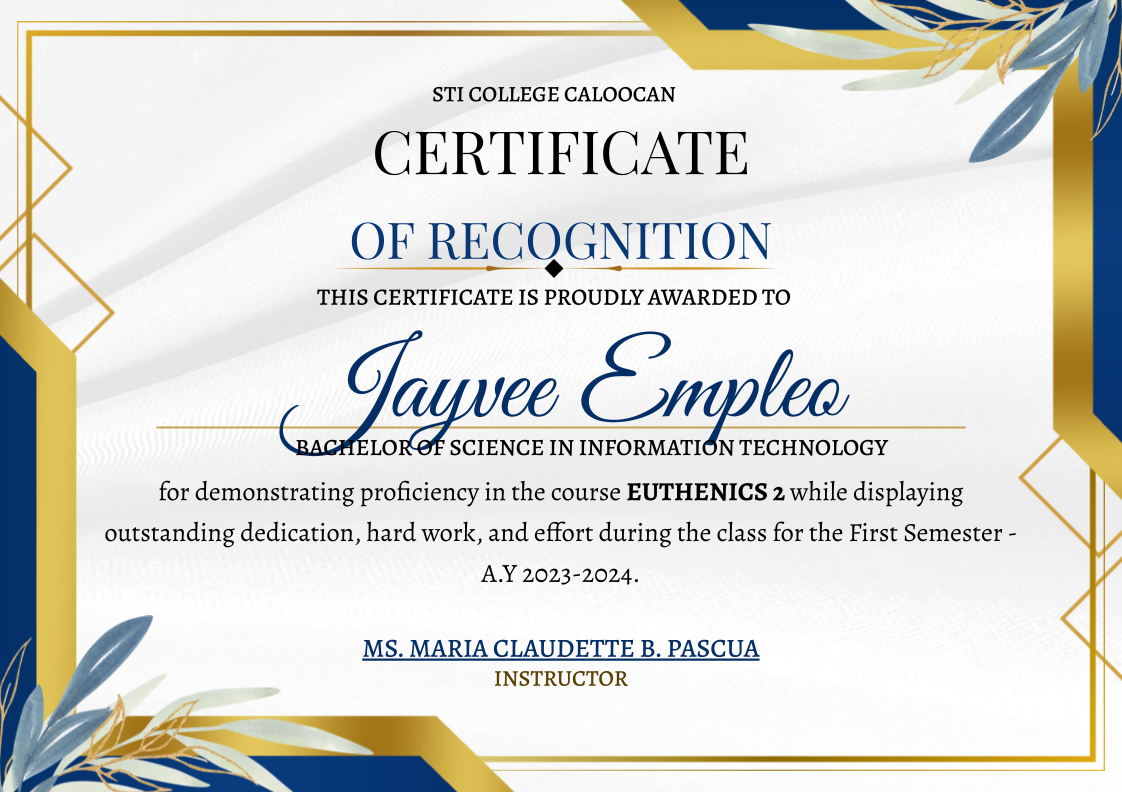 STI COLLEGE CALOOCAN
CERTIFICATE
OF RECOGNITION
THIS CERTIFICATE IS PROUDLY AWARDED TO
Jayvee Empleo
BACHELOR OF SCIENCE IN INFORMATION TECHNOLOGY
for demonstrating proficiency in the course EUTHENICS 2 while displaying
outstanding dedication, hard work, and effort during the class for the First Semester -
A.Y 2023-2024.
MS. MARIA CLAUDETTE B. PASCUA
INSTRUCTOR